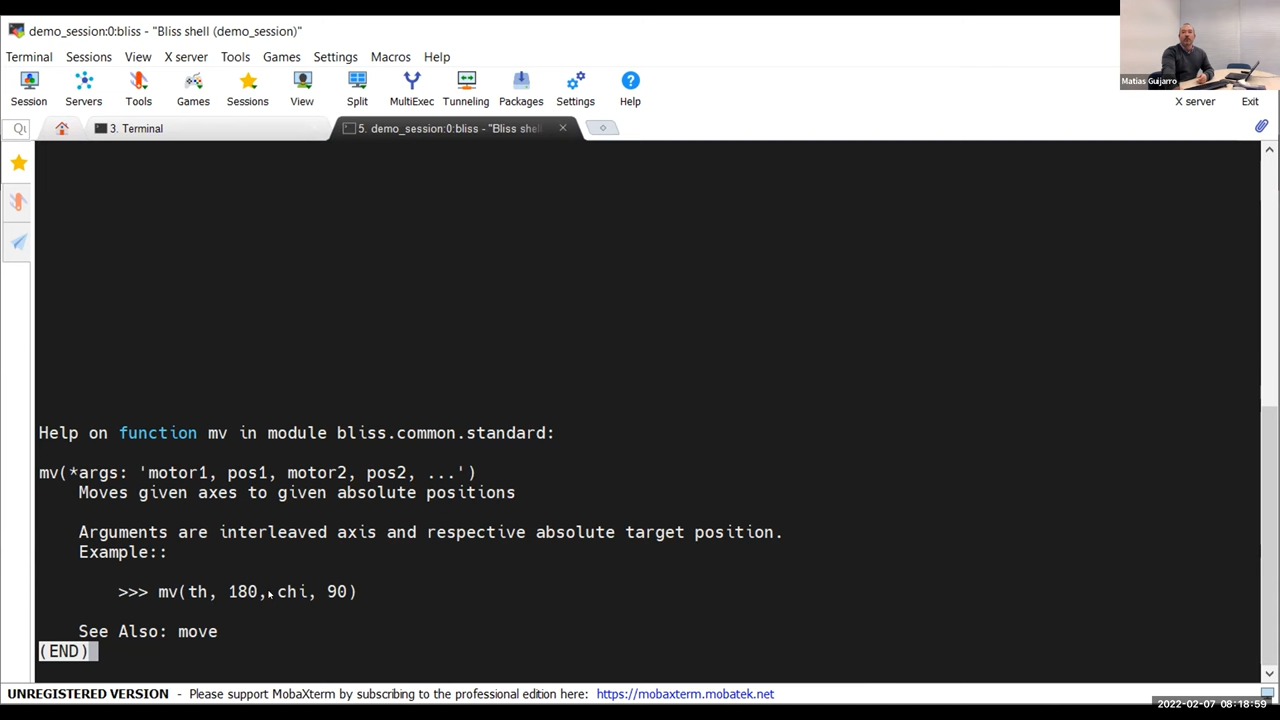 demo_session:0:bliss - "Bliss shell (demo_session)"
Terminal Sessions View X server Tools Games Settings Macros Help
Session Servers Tools Games Sessions View Split MultiExec Tunneling Packages Settings Help X server Exit
Matias Guijarro
3. Terminal
5. demo_session:0:bliss - "Bliss shel
Help on function mv in module bliss.common.standard:
mv(*args: 'motor1, pos1, motor2, pos2, ...')
Moves given axes to given absolute positions
Arguments are interleaved axis and respective absolute target position.
Example::
>>> mv(th, 180, chi, 90)
See Also: move
(END)
UNREGISTERED VERSION - Please support MobaXterm by subscribing to the professional edition here: https://mobaxterm.mobatek.net
2022-02-07 08:18:59